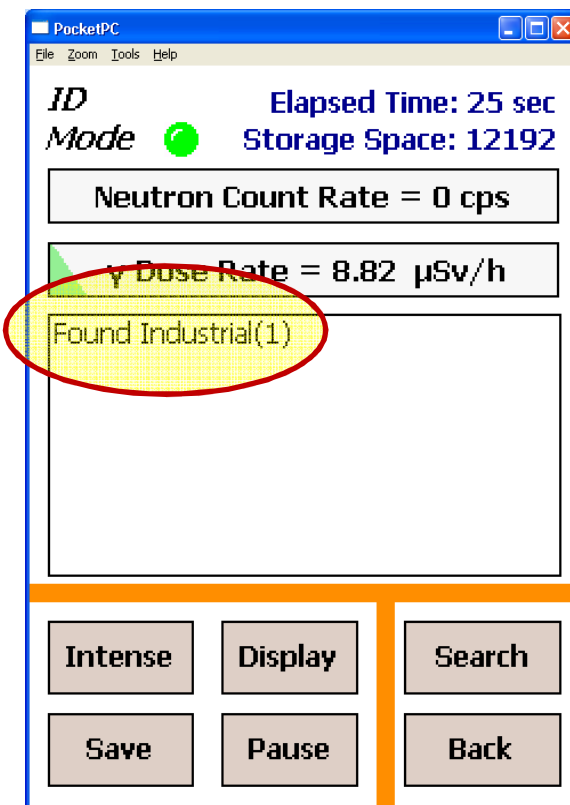 PocketPC
File Zoom Tools Help
ID Elapsed Time: 25 sec
Mode Storage Space: 12192
Neutron Count Rate = 0 cps
γ Dose Rate = 8.82 μSv/h
Found Industrial(1)
Intense Display Search
Save Pause Back